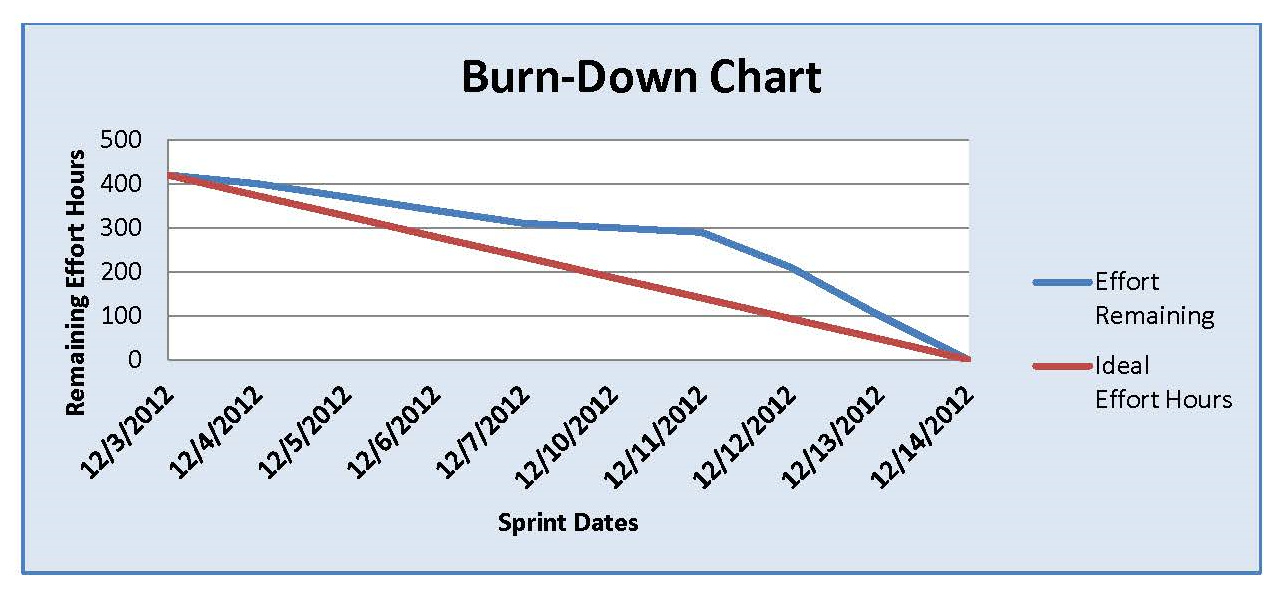 Burn-Down Chart
Remaining Effort Hours
500
400
300
200
100
0
12/3/2012
12/4/2012
12/5/2012
12/6/2012
12/7/2012
12/10/2012
12/11/2012
12/12/2012
12/13/2012
12/14/2012
Sprint Dates
Effort
Remaining
Ideal
Effort Hours